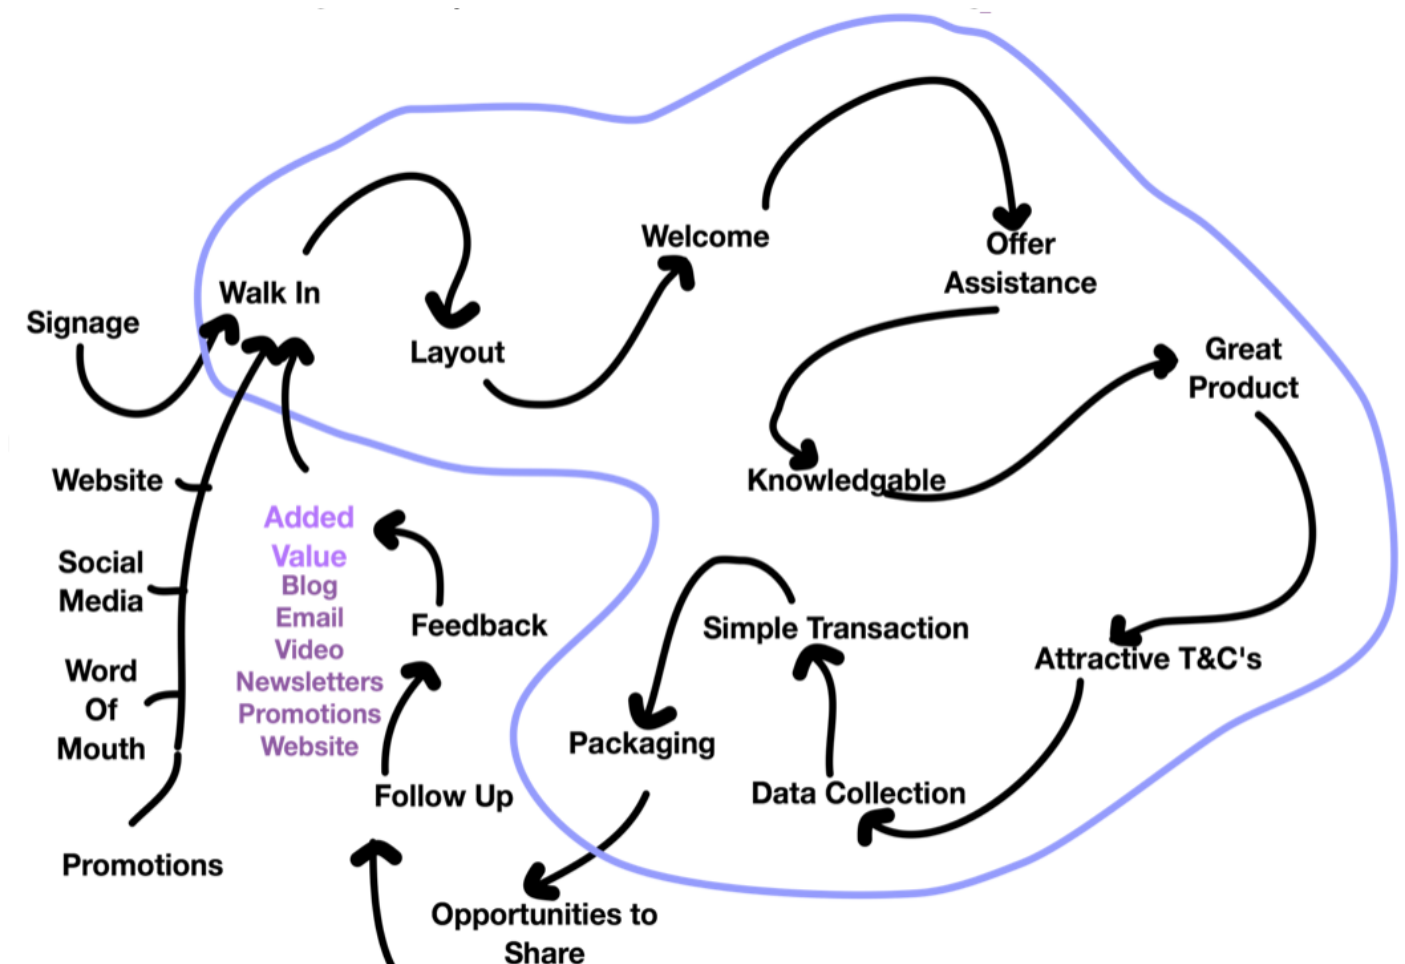 Welcome
Offer
Assistance
Walk In
Signage
Layout
Great
Product
Website
Knowledgable
Added
Value
Blog
Email
Video
Newsletters
Promotions
Website
Social
Media
Feedback
Simple Transaction
Attractive T&C's
Word
Of
Mouth
Packaging
Follow Up
Data Collection
Promotions
Opportunities to
Share